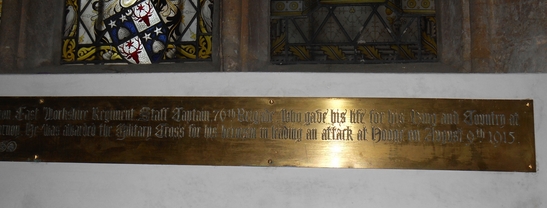 East Yorkshire Regiment, Staff Captain 76th Brigade who gave his life for his King and Country at
He was awarded the Military Cross for his bravery in leading an attack at Hooge on August 9th 1915.